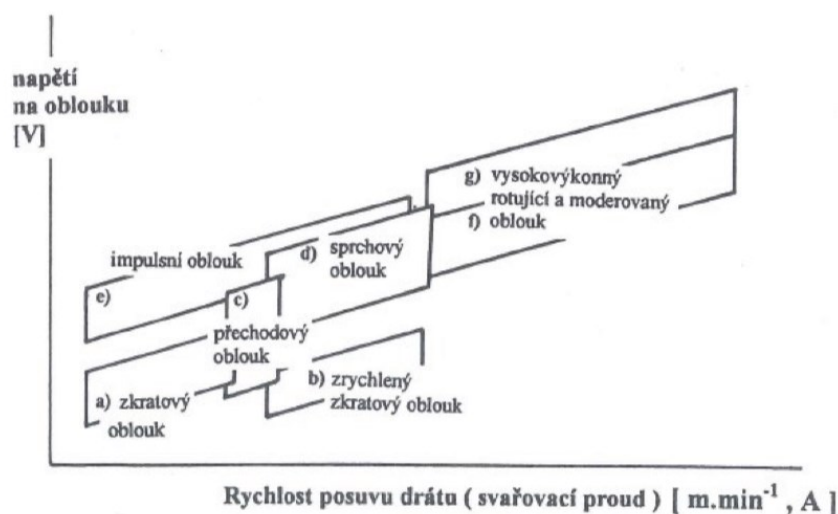 napětí
na oblouku
[V]
g) vysokovýkonný
rotující a moderovaný
f) oblouk
impulsní oblouk
d) sprchový
oblouk
e)
c)
přechodový
oblouk
a) zkratový
oblouk
b) zrychlený
zkratový oblouk
Rychlost posuvu drátu ( svařovací proud ) [ m.min⁻¹ , A ]